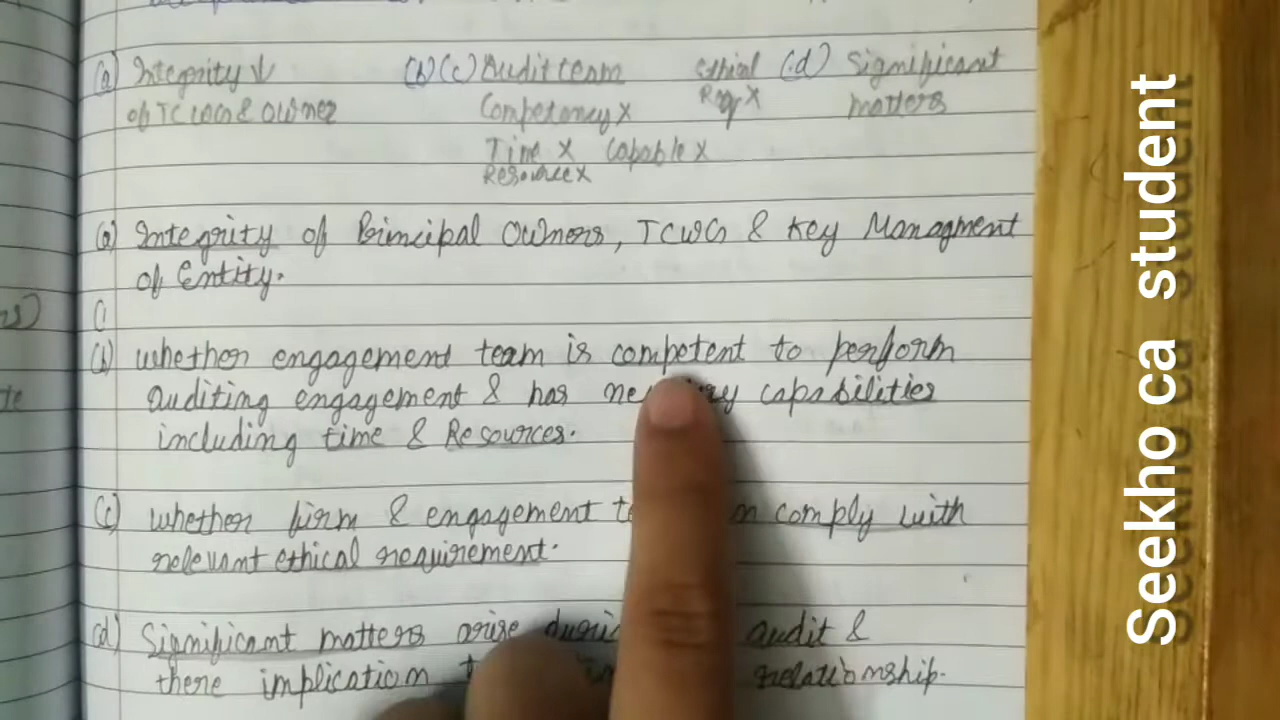 (a) Integrity ↓ (b) (c) Audit team Ethial (d) Significant
of TCWG & Owner Competency x Req x matters
Time x Capable x
Resource x
(a) Integrity of Principal Owners, TCWG & Key Managment
of Entity.
(b) whether engagement team is competent to perform
auditing engagement & has capabilities
including time & Resources.
(c) whether firm & engagement comply with
relevant ethical requirement.
(d) Significant matters arise audit &
there implication relationship.
Seekho ca student